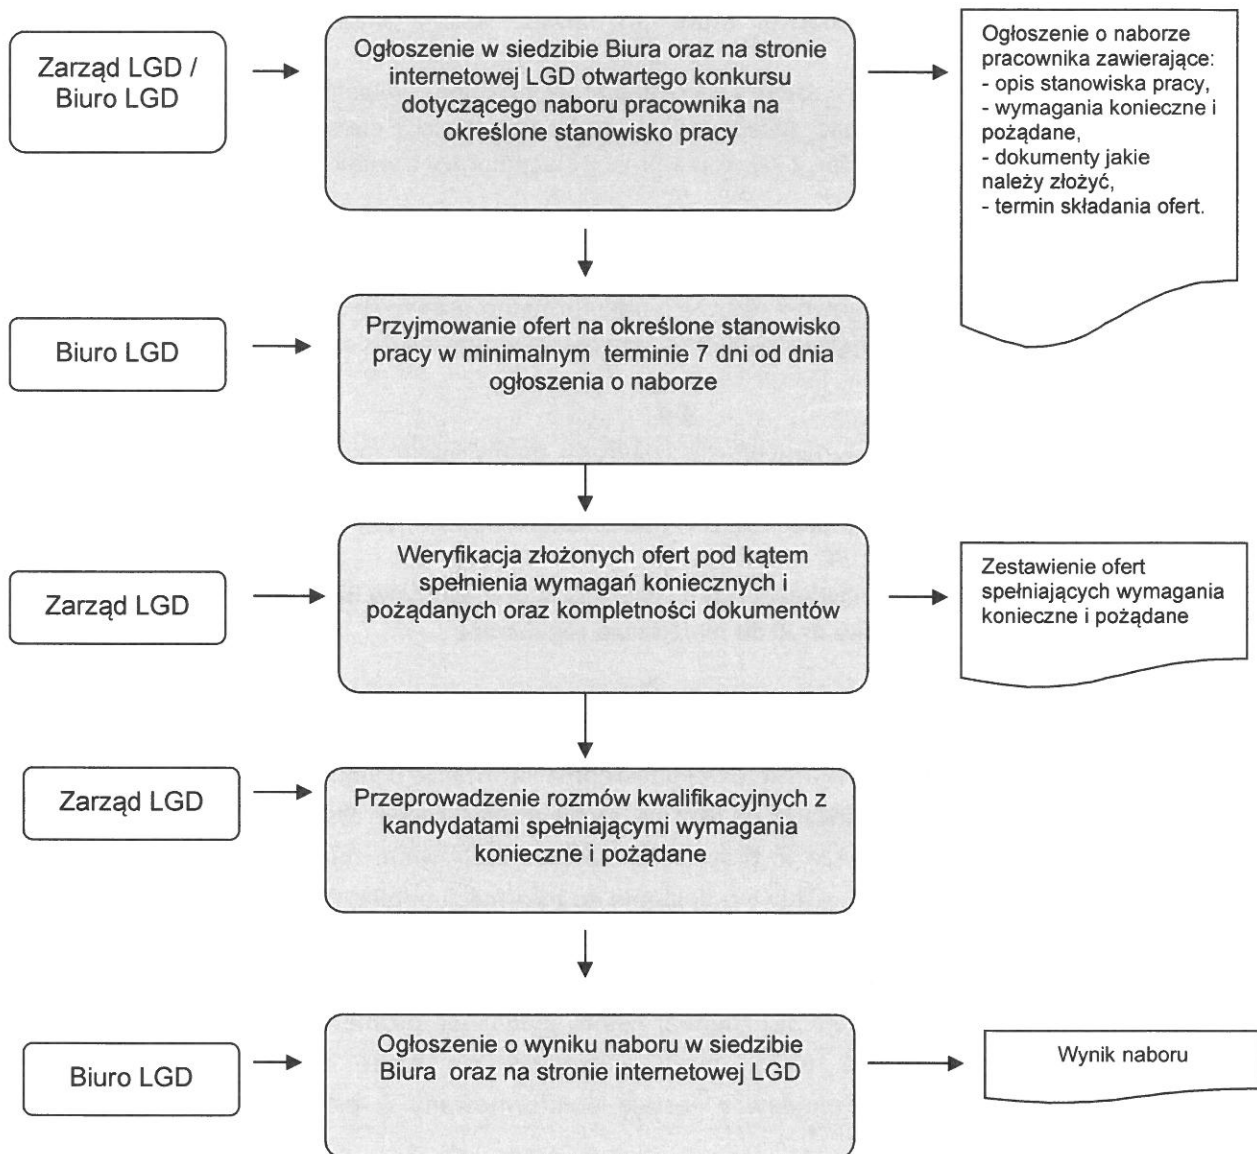 Zarząd LGD /
Biuro LGD
Ogłoszenie w siedzibie Biura oraz na stronie
internetowej LGD otwartego konkursu
dotyczącego naboru pracownika na
określone stanowisko pracy
Ogłoszenie o naborze
pracownika zawierające:
- opis stanowiska pracy,
- wymagania konieczne i
pożądane,
- dokumenty jakie
należy złożyć,
- termin składania ofert.
Biuro LGD
Przyjmowanie ofert na określone stanowisko
pracy w minimalnym terminie 7 dni od dnia
ogłoszenia o naborze
Zarząd LGD
Weryfikacja złożonych ofert pod kątem
spełnienia wymagań koniecznych i
pożądanych oraz kompletności dokumentów
Zestawienie ofert
spełniających wymagania
konieczne i pożądane
Zarząd LGD
Przeprowadzenie rozmów kwalifikacyjnych z
kandydatami spełniającymi wymagania
konieczne i pożądane
Biuro LGD
Ogłoszenie o wyniku naboru w siedzibie
Biura oraz na stronie internetowej LGD
Wynik naboru